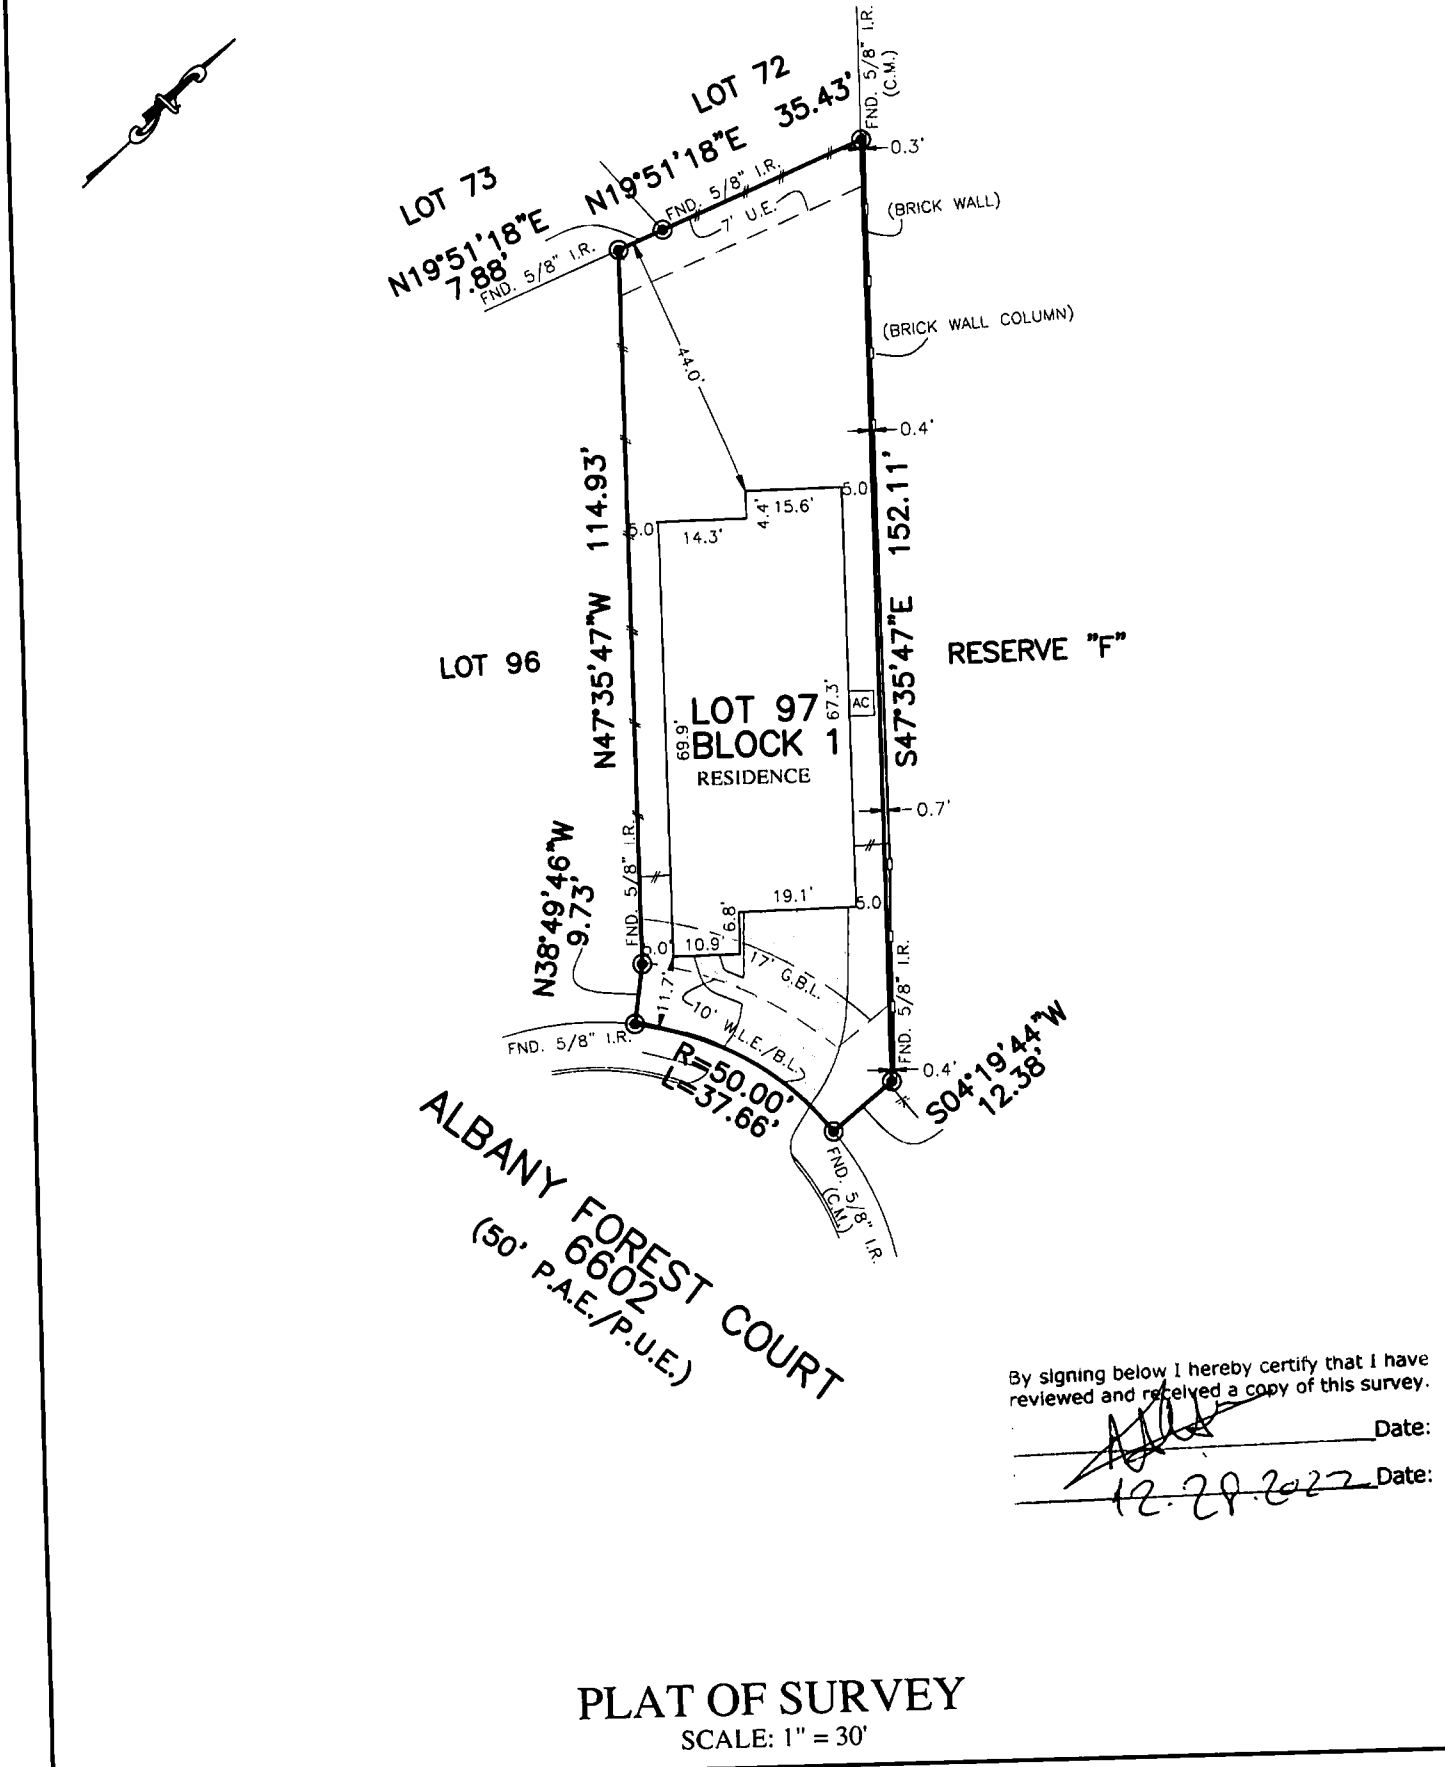 FND. 5/8" I.R.
(C.M.)
LOT 72
N19°51'18"E 35.43'
0.3'
LOT 73
N19°51'18"E
7.88'
FND. 5/8" I.R.
FND. 5/8" I.R.
7' U.E.
(BRICK WALL)
(BRICK WALL COLUMN)
44.0'
0.4'
N47°35'47"W 114.93'
S47°35'47"E 152.11'
5.0
14.3'
4.4'
15.6'
5.0
LOT 96
RESERVE "F"
LOT 97
BLOCK 1
RESIDENCE
69.9'
67.3'
AC
0.7'
FND. 5/8" I.R.
N38°49'46"W
9.73'
19.1'
5.0
6.8'
10.9'
11.7'
17' G.B.L.
10' W.L.E./B.L.
FND. 5/8" I.R.
0.4'
S04°19'44"W
12.38'
FND. 5/8" I.R.
R=50.00'
L=37.66'
FND. 5/8" I.R.
(C.M.)
ALBANY FOREST COURT
6602
(50' P.A.E./P.U.E.)
By signing below I hereby certify that I have
reviewed and received a copy of this survey.
Date:
12.28.2022 Date:
PLAT OF SURVEY
SCALE: 1" = 30'